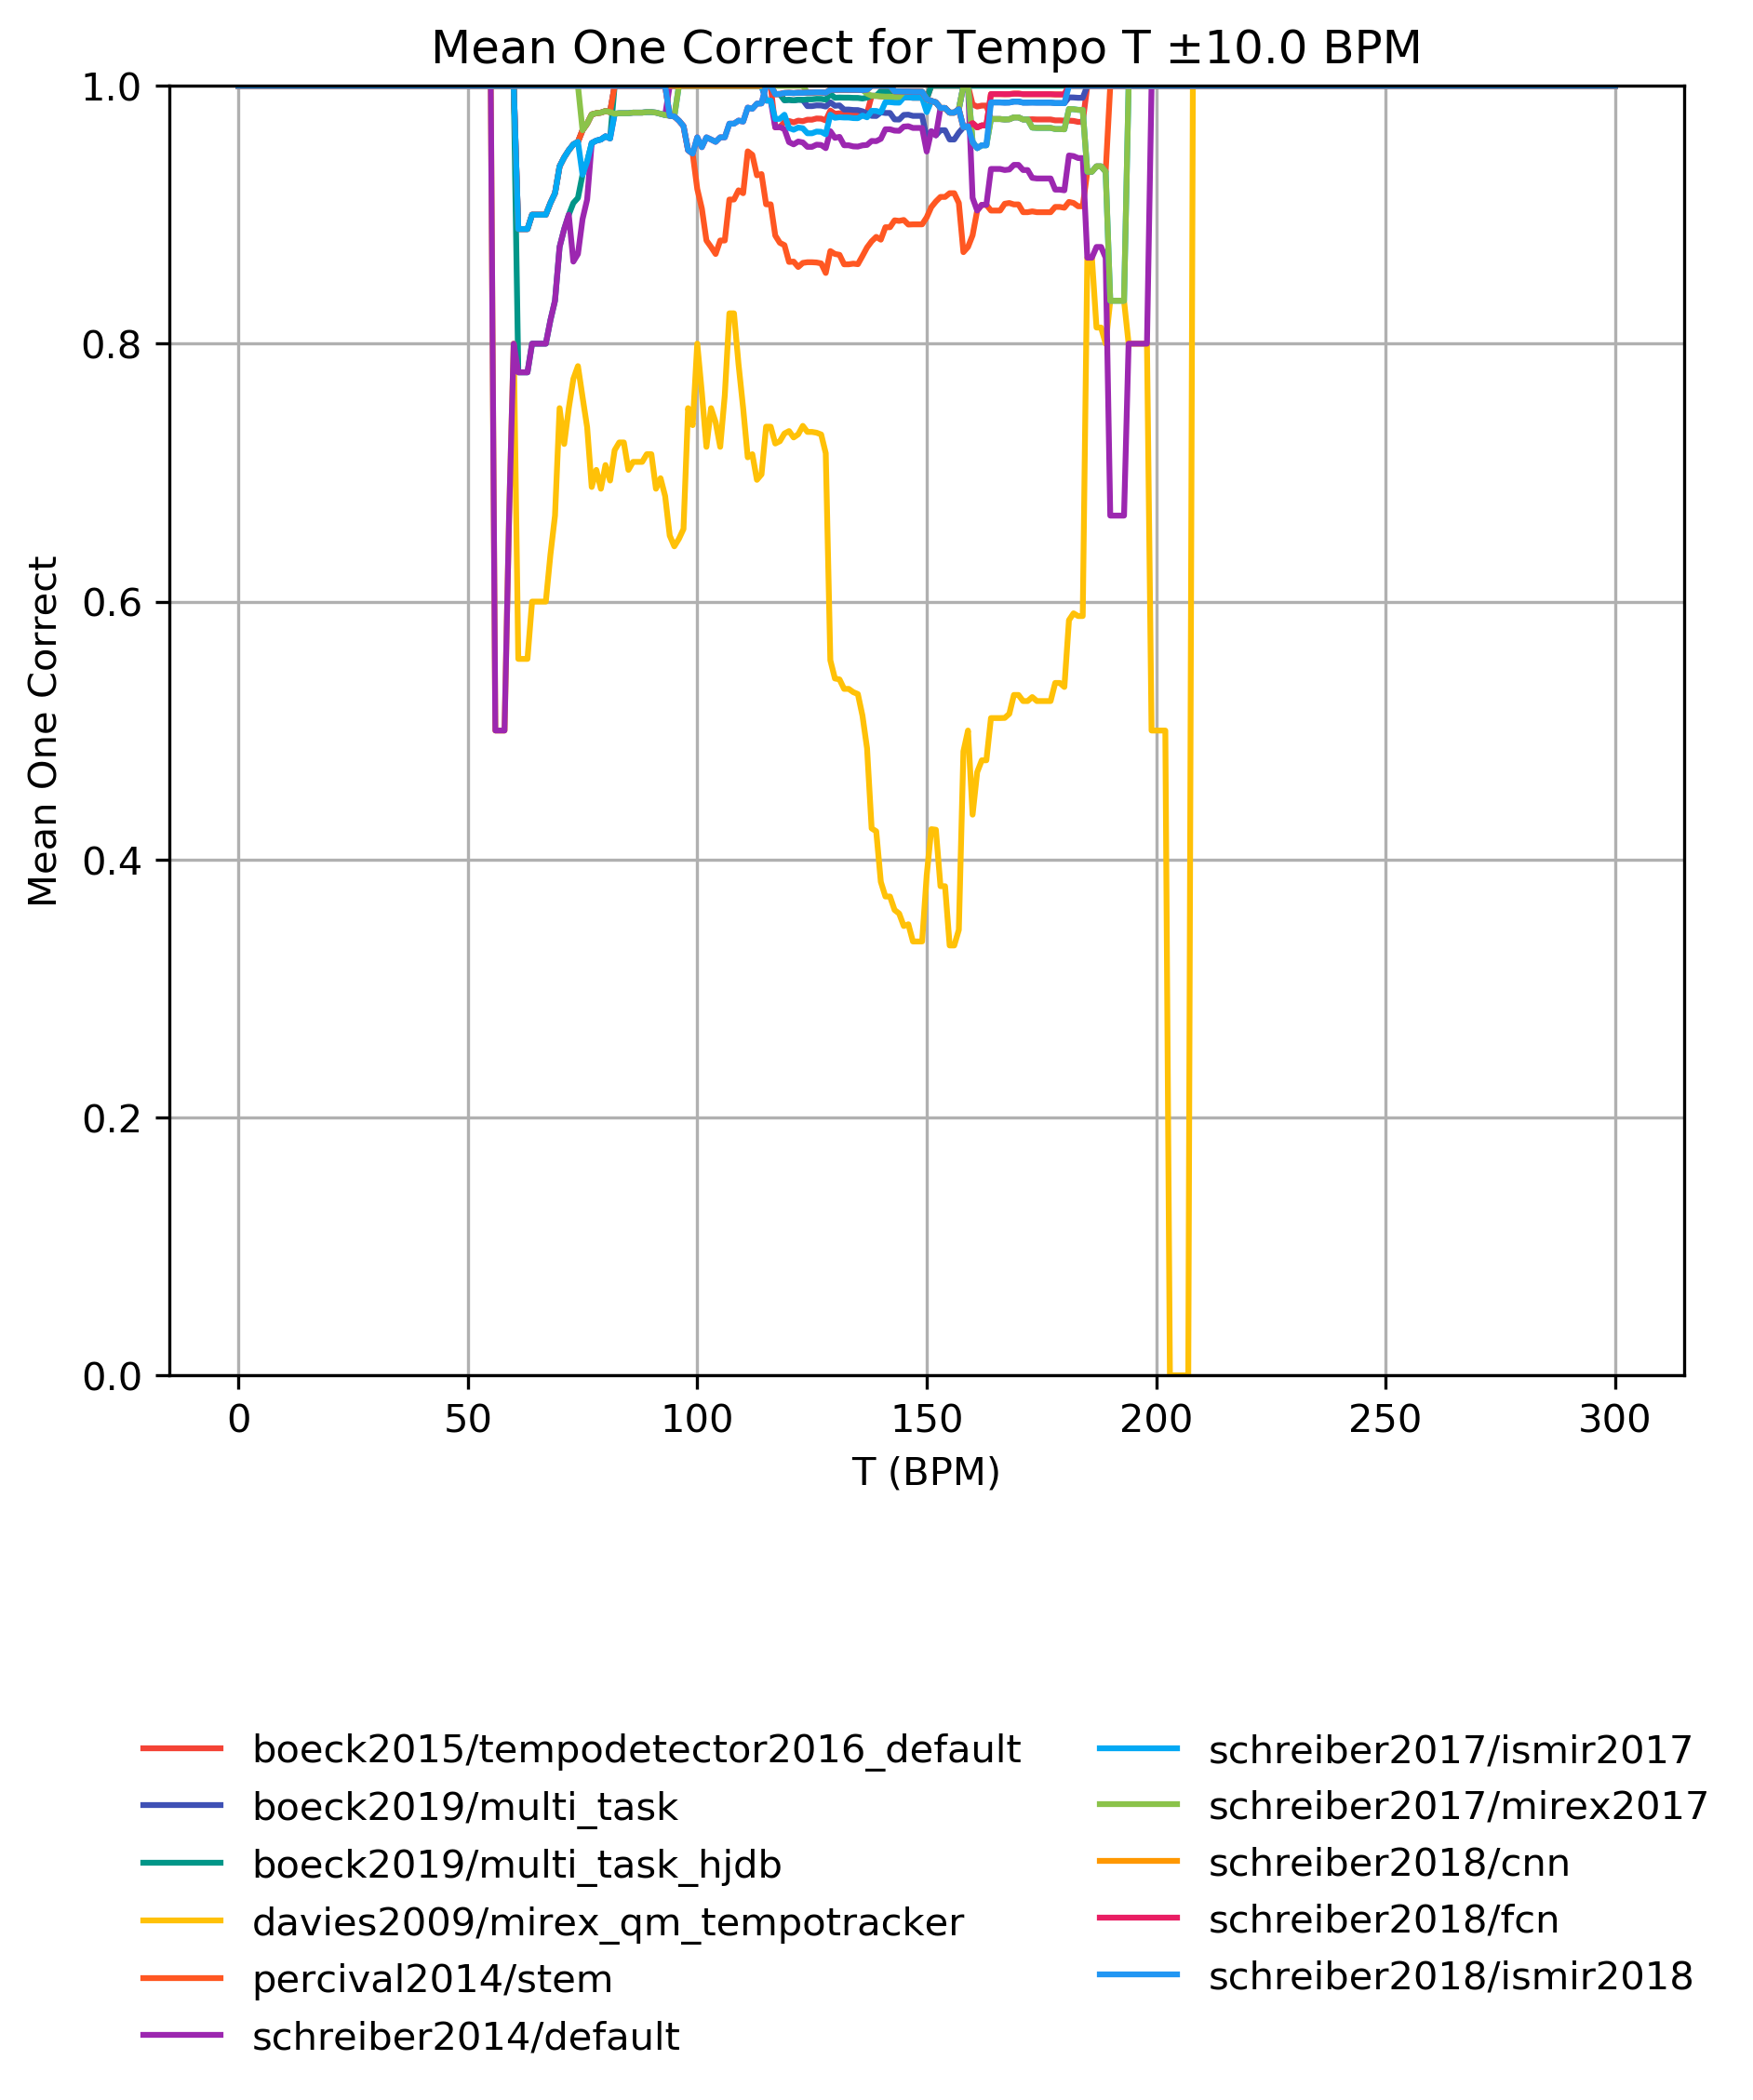 Mean One Correct for Tempo T ±10.0 BPM
Mean One Correct
1.0
0.8
0.6
0.4
0.2
0.0
0 50 100 150 200 250 300
T (BPM)
boeck2015/tempodetector2016_default
boeck2019/multi_task
boeck2019/multi_task_hjdb
davies2009/mirex_qm_tempotracker
percival2014/stem
schreiber2014/default
schreiber2017/ismir2017
schreiber2017/mirex2017
schreiber2018/cnn
schreiber2018/fcn
schreiber2018/ismir2018